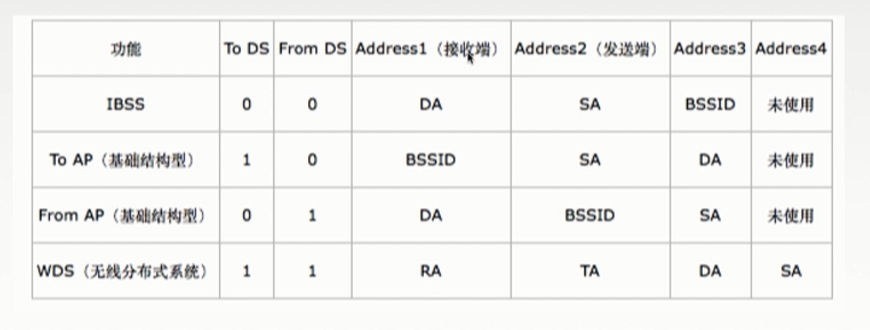 功能 To DS From DS Address1（接收端） Address2（发送端） Address3 Address4
IBSS 0 0 DA SA BSSID 未使用
To AP（基础结构型） 1 0 BSSID SA DA 未使用
From AP（基础结构型） 0 1 DA BSSID SA 未使用
WDS（无线分布式系统） 1 1 RA TA DA SA